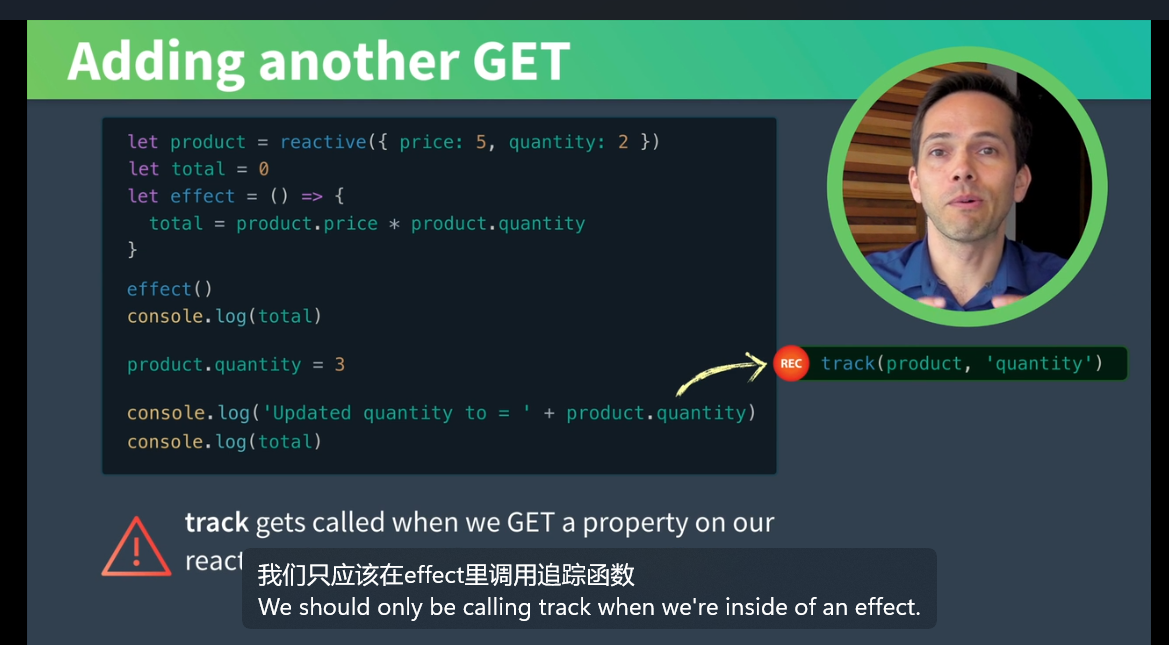 Adding another GET
let product = reactive({ price: 5, quantity: 2 })
let total = 0
let effect = () => {
  total = product.price * product.quantity
}
effect()
console.log(total)
product.quantity = 3
REC track(product, 'quantity')
console.log('Updated quantity to = ' + product.quantity)
console.log(total)
track gets called when we GET a property on our
我们只应该在effect里调用追踪函数
We should only be calling track when we're inside of an effect.